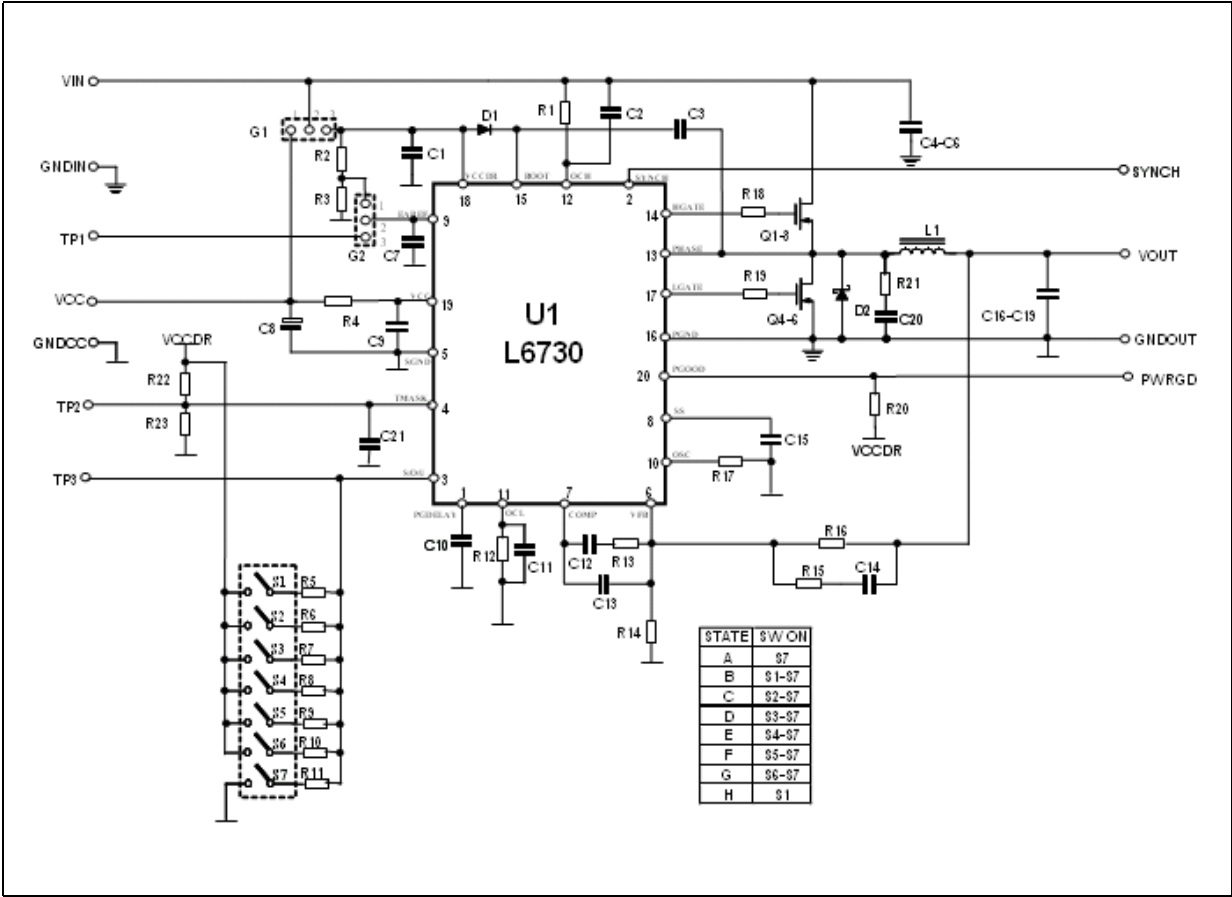 VIN
GNDIN
TP1
VCC
GNDCC
VCCDR
TP2
TP3
G1
1 2 3
R2
R3
C1
D1
R1
C2
C3
C4-C6
G2
1
2
3
C7
C8
R4
C9
R22
R23
C21
VCCDR
18
BOOT
15
OCH
12
SYNCH
2
9
VCC
19
5
SGND
TMASK
4
S/O/U
3
U1
L6730
HGATE
14
PHASE
13
LGATE
17
PGND
16
PGOOD
20
SS
8
OSC
10
1
PGDELAY
11
OCL
7
COMP
6
VFB
R18
Q1-3
R19
Q4-6
D2
R21
C20
L1
C16-C19
R20
VCCDR
C15
R17
SYNCH
VOUT
GNDOUT
PWRGD
C10
R12
C11
C12
R13
C13
R14
R16
R15
C14
S1 R5
S2 R6
S3 R7
S4 R8
S5 R9
S6 R10
S7 R11
STATE SW ON
A S7
B S1-S7
C S2-S7
D S3-S7
E S4-S7
F S5-S7
G S6-S7
H S1